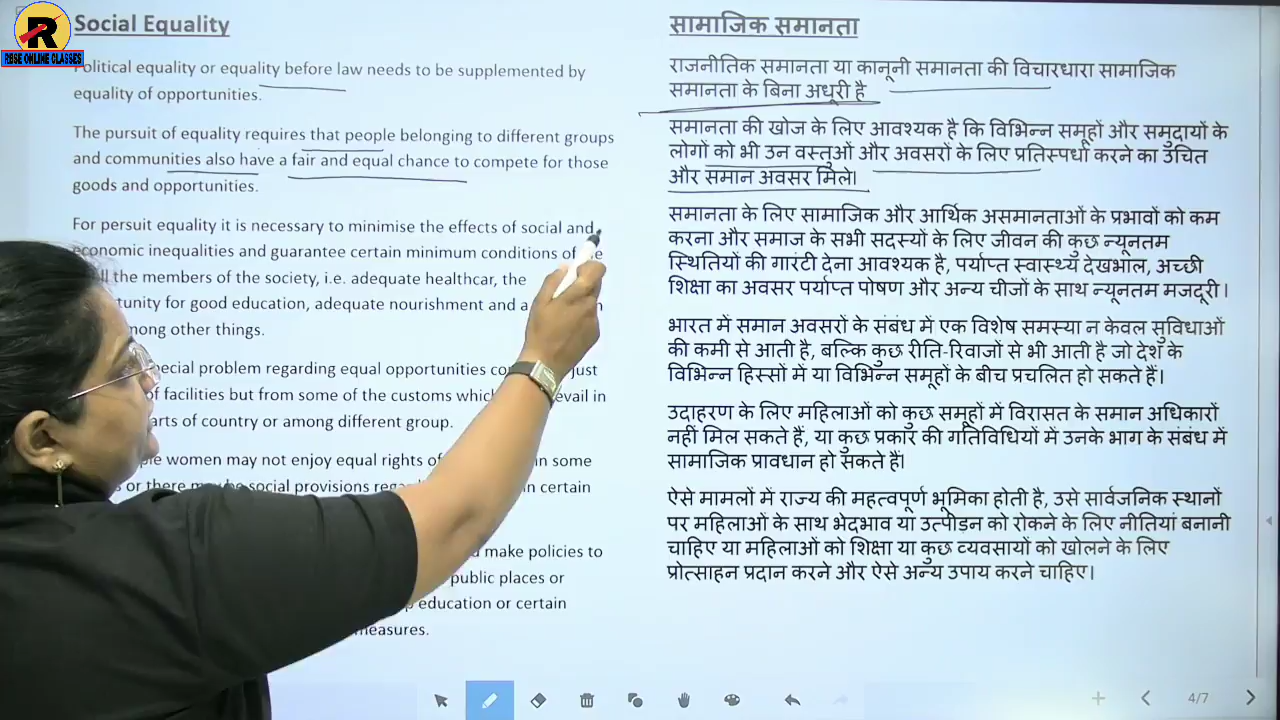 R
RBSE ONLINE CLASSES
Social Equality
Political equality or equality before law needs to be supplemented by
equality of opportunities.
The pursuit of equality requires that people belonging to different groups
and communities also have a fair and equal chance to compete for those
goods and opportunities.
For persuit equality it is necessary to minimise the effects of social and
economic inequalities and guarantee certain minimum conditions of
the members of the society, i.e. adequate healthcar, the
for good education, adequate nourishment and a
other things.
problem regarding equal opportunities just
of facilities but from some of the customs in
of country or among different group.
women may not enjoy equal rights of in some
or there social provisions in certain
make policies to
public places or
education or certain
measures.
सामाजिक समानता
राजनीतिक समानता या कानूनी समानता की विचारधारा सामाजिक
समानता के बिना अधूरी है
समानता की खोज के लिए आवश्यक है कि विभिन्न समूहों और समुदायों के
लोगों को भी उन वस्तुओं और अवसरों के लिए प्रतिस्पर्धा करने का उचित
और समान अवसर मिले।
समानता के लिए सामाजिक और आर्थिक असमानताओं के प्रभावों को कम
करना और समाज के सभी सदस्यों के लिए जीवन की कुछ न्यूनतम
स्थितियों की गारंटी देना आवश्यक है, पर्याप्त स्वास्थ्य देखभाल, अच्छी
शिक्षा का अवसर पर्याप्त पोषण और अन्य चीजों के साथ न्यूनतम मजदूरी।
भारत में समान अवसरों के संबंध में एक विशेष समस्या न केवल सुविधाओं
की कमी से आती है, बल्कि कुछ रीति-रिवाजों से भी आती है जो देश के
विभिन्न हिस्सों में या विभिन्न समूहों के बीच प्रचलित हो सकते हैं।
उदाहरण के लिए महिलाओं को कुछ समूहों में विरासत के समान अधिकारों
नहीं मिल सकते हैं, या कुछ प्रकार की गतिविधियों में उनके भाग के संबंध में
सामाजिक प्रावधान हो सकते हैं।
ऐसे मामलों में राज्य की महत्वपूर्ण भूमिका होती है, उसे सार्वजनिक स्थानों
पर महिलाओं के साथ भेदभाव या उत्पीड़न को रोकने के लिए नीतियां बनानी
चाहिए या महिलाओं को शिक्षा या कुछ व्यवसायों को खोलने के लिए
प्रोत्साहन प्रदान करने और ऐसे अन्य उपाय करने चाहिए।
4/7